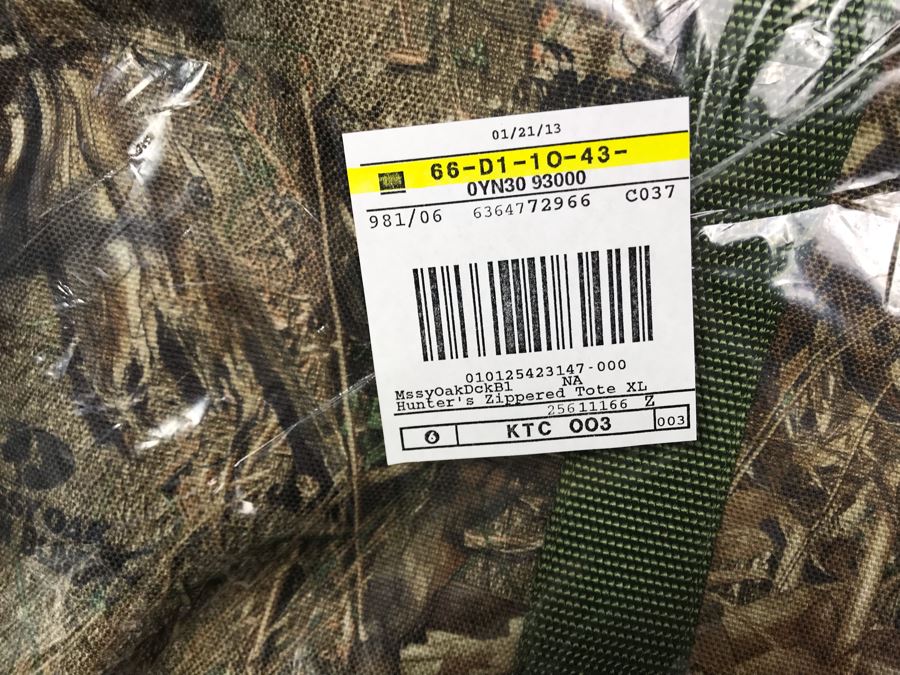 01/21/13
66-D1-1O-43-
0YN30 93000
981/06 6364772966 C037
010125423147-000
MssyOakDckBl NA
Hunter's Zippered Tote XL
25611166 Z
6 KTC 003 003